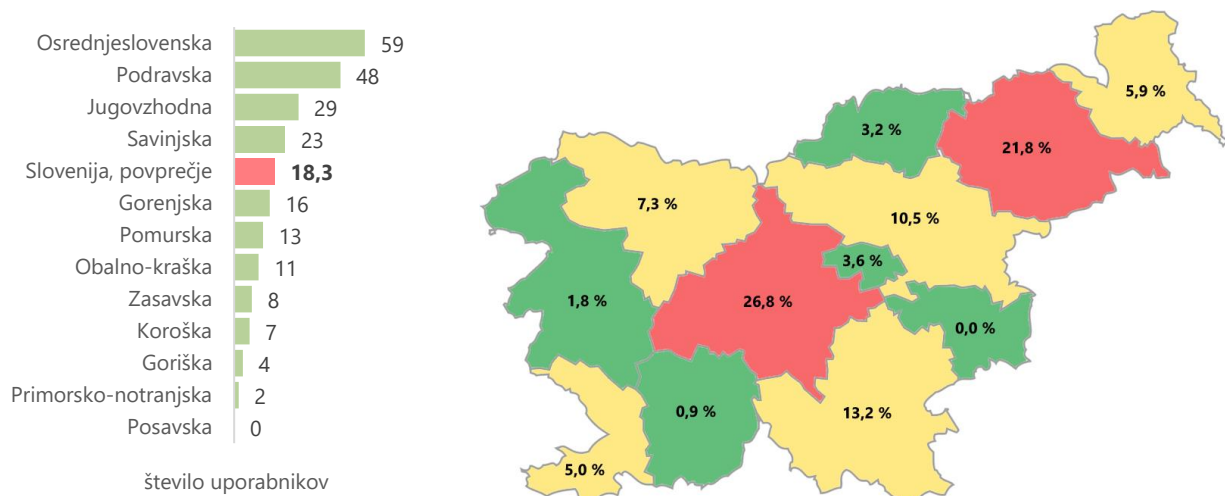 Osrednjeslovenska 59
Podravska 48
Jugovzhodna 29
Savinjska 23
Slovenija, povprečje 18,3
Gorenjska 16
Pomurska 13
Obalno-kraška 11
Zasavska 8
Koroška 7
Goriška 4
Primorsko-notranjska 2
Posavska 0
število uporabnikov
5,9 %
3,2 %
21,8 %
7,3 %
10,5 %
3,6 %
1,8 %
26,8 %
0,0 %
0,9 %
13,2 %
5,0 %